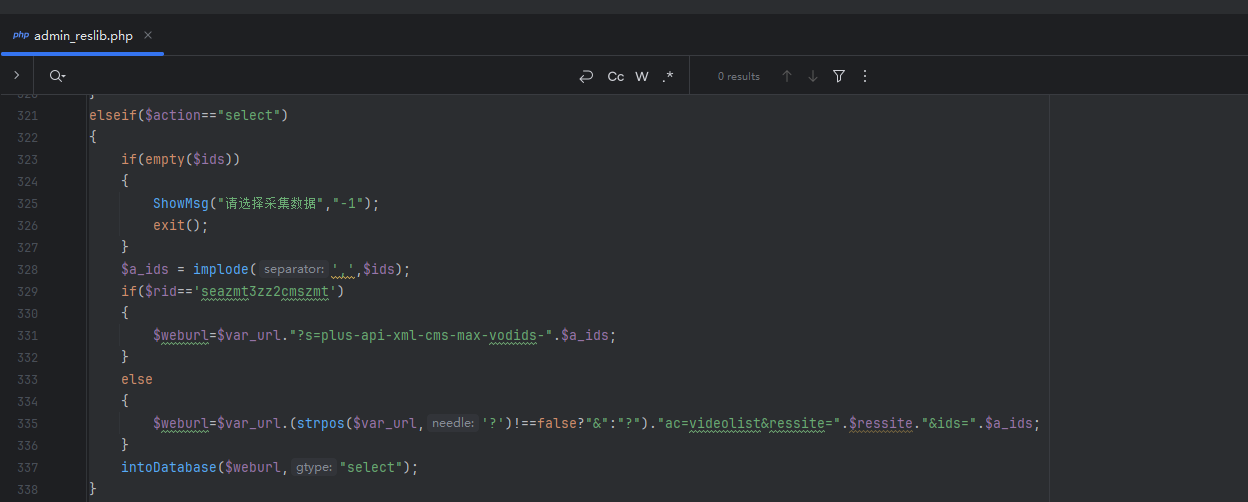 php admin_reslib.php ×
Cc W .* 0 results
321 elseif($action=="select")
322 {
323 if(empty($ids))
324 {
325 ShowMsg("请选择采集数据","-1");
326 exit();
327 }
328 $a_ids = implode( separator: ',',$ids);
329 if($rid=='seazmt3zz2cmszmt')
330 {
331 $weburl=$var_url."?s=plus-api-xml-cms-max-vodids-".$a_ids;
332 }
333 else
334 {
335 $weburl=$var_url.(strpos($var_url, needle: '?')!==false?"&":"?")."ac=videolist&ressite=".$ressite."&ids=".$a_ids;
336 }
337 intoDatabase($weburl, gtype: "select");
338 }